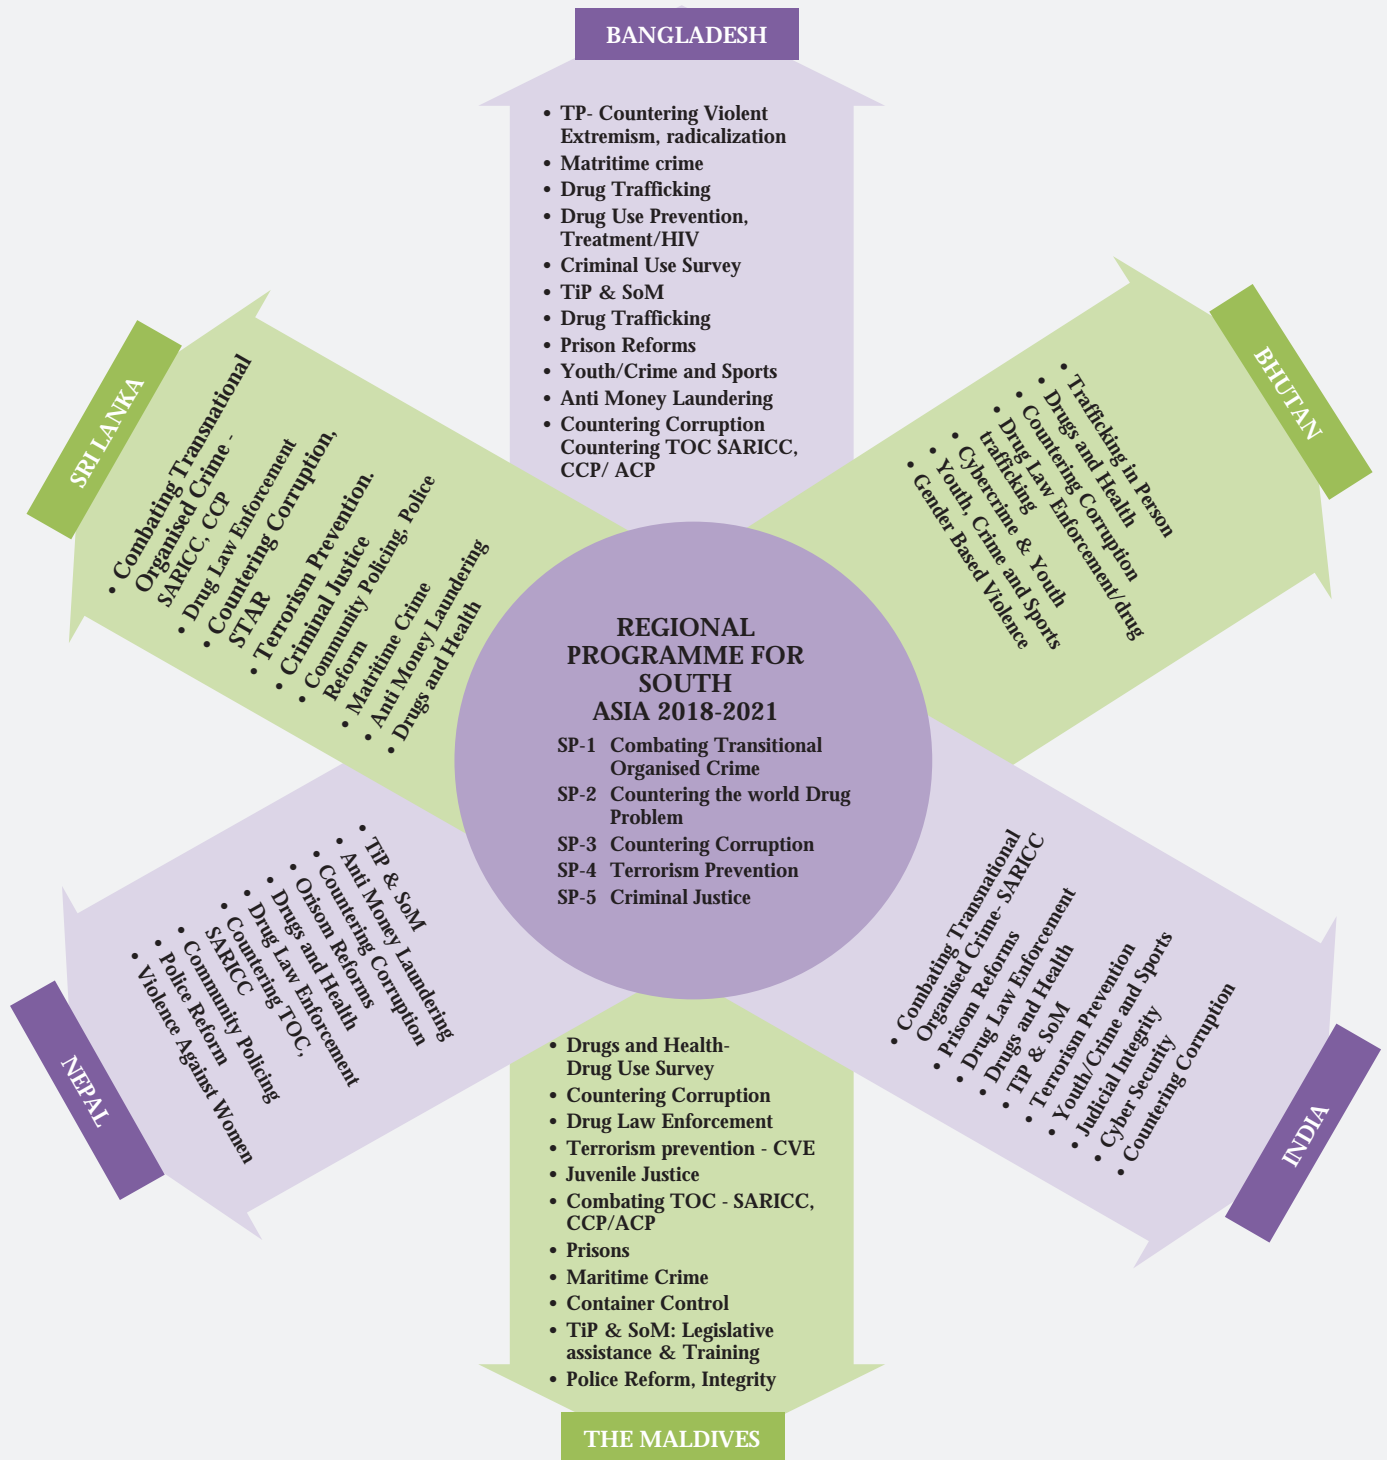 BANGLADESH
• TP- Countering Violent
Extremism, radicalization
• Matritime crime
• Drug Trafficking
• Drug Use Prevention,
Treatment/HIV
• Criminal Use Survey
• TiP & SoM
• Drug Trafficking
• Prison Reforms
• Youth/Crime and Sports
• Anti Money Laundering
• Countering Corruption
Countering TOC SARICC,
CCP/ ACP
BHUTAN
• Trafficking in Person
• Drugs and Health
• Countering Corruption
• Drug Law Enforcement/drug
trafficking
• Cybercrime & Youth
• Youth, Crime and Sports
• Gender Based Violence
SRI LANKA
• Combating Transnational
Organised Crime -
SARICC, CCP
• Drug Law Enforcement
• Countering Corruption,
STAR
• Terrorism Prevention.
• Criminal Justice
• Community Policing, Police
Reform
• Matritime Crime
• Anti Money Laundering
• Drugs and Health
REGIONAL
PROGRAMME FOR
SOUTH
ASIA 2018-2021
SP-1 Combating Transitional
Organised Crime
SP-2 Countering the world Drug
Problem
SP-3 Countering Corruption
SP-4 Terrorism Prevention
SP-5 Criminal Justice
NEPAL
• TiP & SoM
• Anti Money Laundering
• Countering Corruption
• Orisom Reforms
• Drugs and Health
• Drug Law Enforcement
• Countering TOC,
SARICC
• Community Policing
• Police Reform
• Violence Against Women
INDIA
• Combating Transnational
Organised Crime- SARICC
• Prisom Reforms
• Drug Law Enforcement
• Drugs and Health
• TiP & SoM
• Terrorism Prevention
• Youth/Crime and Sports
• Judicial Integrity
• Cyber Security
• Countering Corruption
• Drugs and Health-
Drug Use Survey
• Countering Corruption
• Drug Law Enforcement
• Terrorism prevention - CVE
• Juvenile Justice
• Combating TOC - SARICC,
CCP/ACP
• Prisons
• Maritime Crime
• Container Control
• TiP & SoM: Legislative
assistance & Training
• Police Reform, Integrity
THE MALDIVES